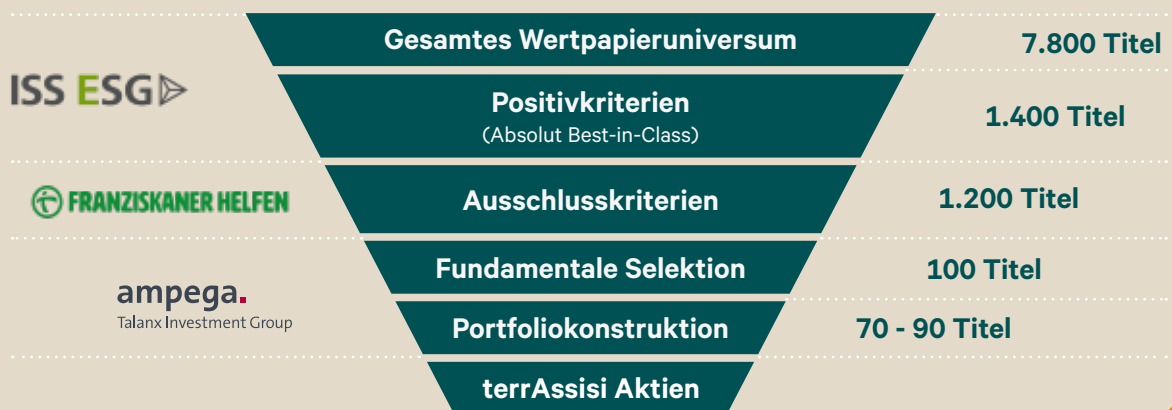 Gesamtes Wertpapieruniversum
7.800 Titel
ISS ESG
Positivkriterien
(Absolut Best-in-Class)
1.400 Titel
FRANZISKANER HELFEN
Ausschlusskriterien
1.200 Titel
Fundamentale Selektion
100 Titel
ampega.
Talanx Investment Group
Portfoliokonstruktion
70 - 90 Titel
terrAssisi Aktien